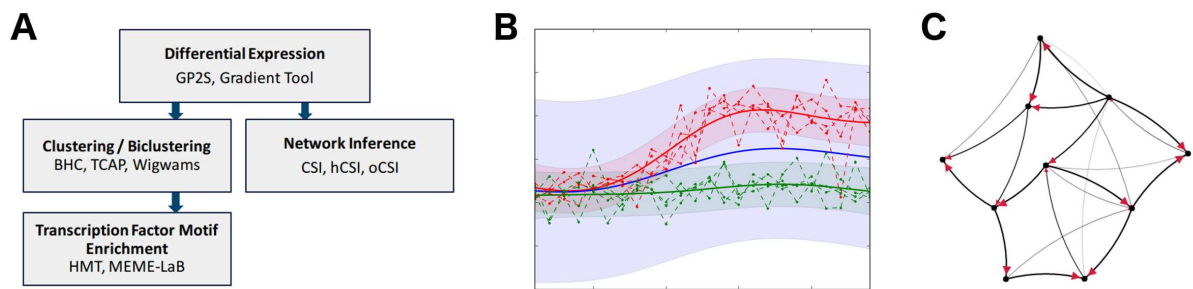 A
Differential Expression
GP2S, Gradient Tool
Clustering / Biclustering
BHC, TCAP, Wigwams
Network Inference
CSI, hCSI, oCSI
Transcription Factor Motif
Enrichment
HMT, MEME-LaB
B
C